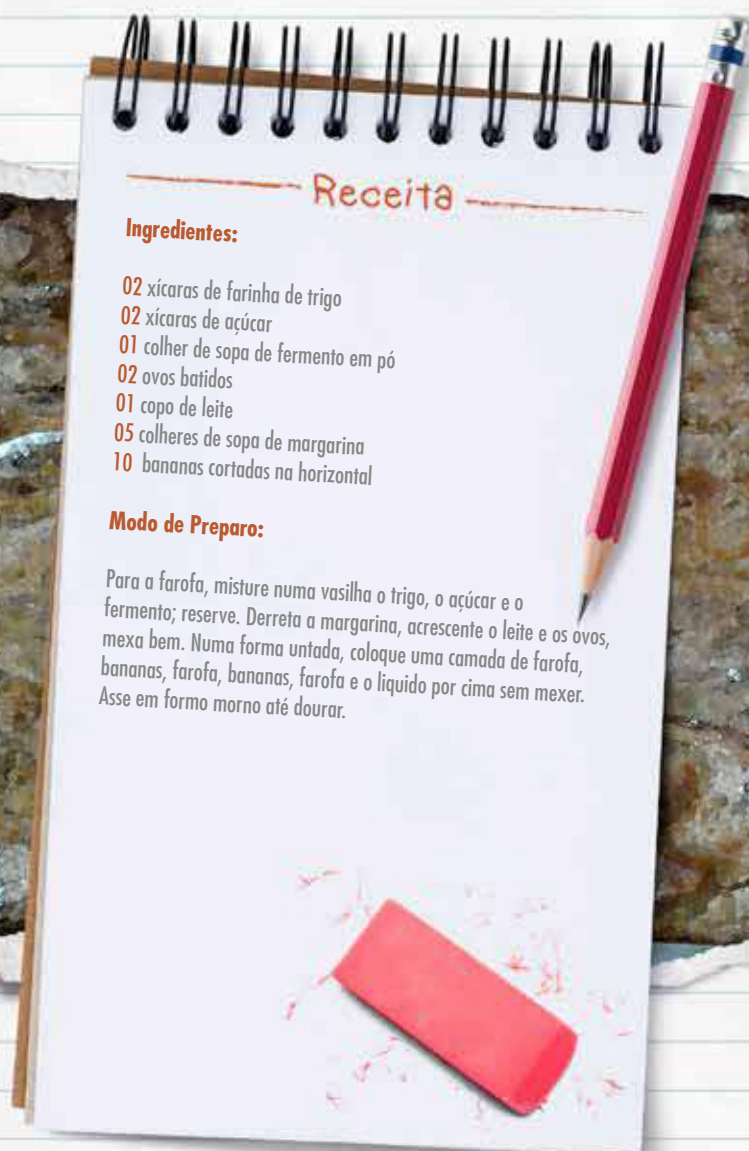 Receita
Ingredientes:
02 xícaras de farinha de trigo
02 xícaras de açúcar
01 colher de sopa de fermento em pó
02 ovos batidos
01 copo de leite
05 colheres de sopa de margarina
10 bananas cortadas na horizontal
Modo de Preparo:
Para a farofa, misture numa vasilha o trigo, o açúcar e o
fermento; reserve. Derreta a margarina, acrescente o leite e os ovos,
mexa bem. Numa forma untada, coloque uma camada de farofa,
bananas, farofa, bananas, farofa e o liquido por cima sem mexer.
Asse em formo morno até dourar.